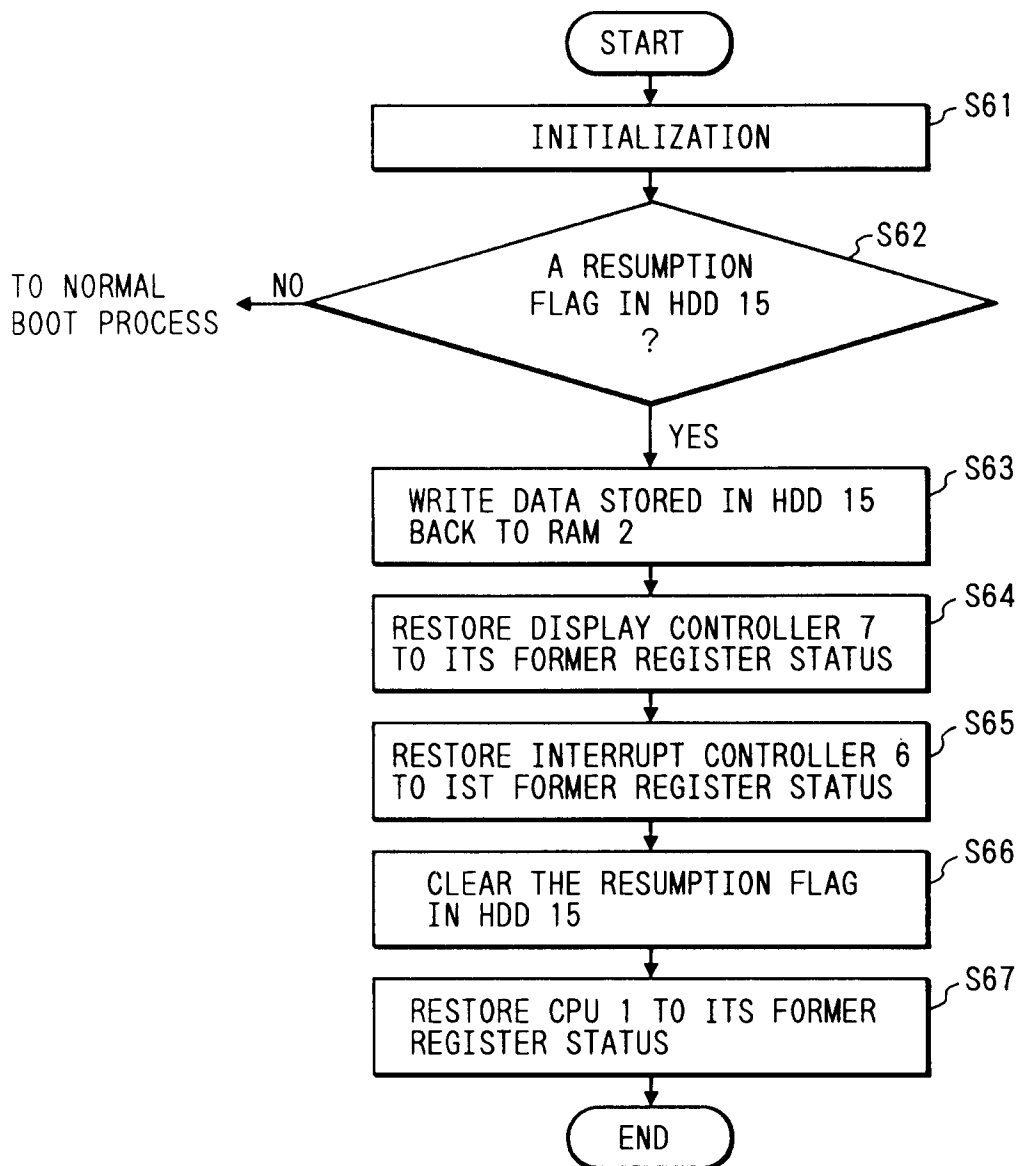 START
S61
INITIALIZATION
S62
A RESUMPTION
FLAG IN HDD 15
?
NO
TO NORMAL
BOOT PROCESS
YES
S63
WRITE DATA STORED IN HDD 15
BACK TO RAM 2
S64
RESTORE DISPLAY CONTROLLER 7
TO ITS FORMER REGISTER STATUS
S65
RESTORE INTERRUPT CONTROLLER 6
TO IST FORMER REGISTER STATUS
S66
CLEAR THE RESUMPTION FLAG
IN HDD 15
S67
RESTORE CPU 1 TO ITS FORMER
REGISTER STATUS
END